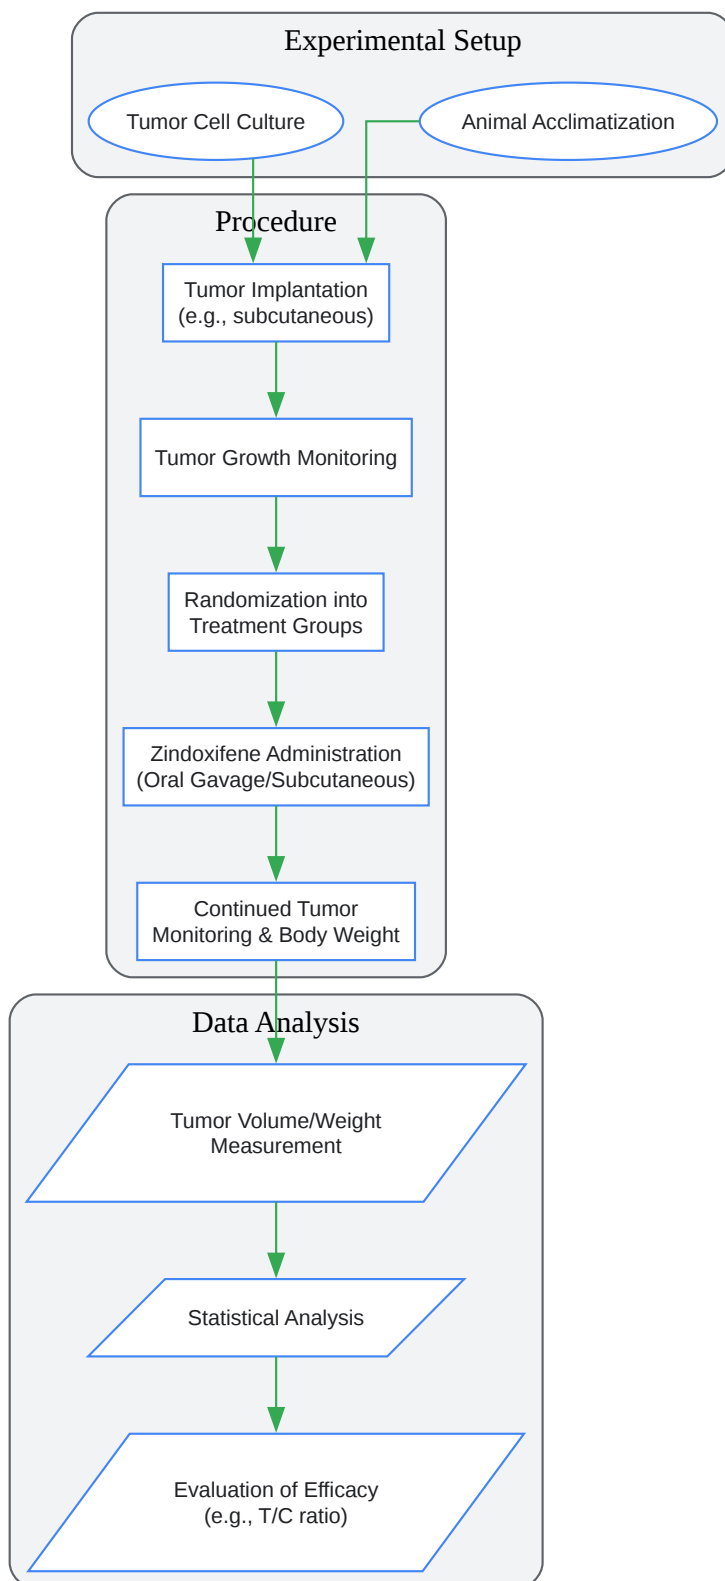 Experimental Setup
Tumor Cell Culture
Animal Acclimatization
Procedure
Tumor Implantation
(e.g., subcutaneous)
Tumor Growth Monitoring
Randomization into
Treatment Groups
Zindoxifene Administration
(Oral Gavage/Subcutaneous)
Continued Tumor
Monitoring & Body Weight
Data Analysis
Tumor Volume/Weight
Measurement
Statistical Analysis
Evaluation of Efficacy
(e.g., T/C ratio)